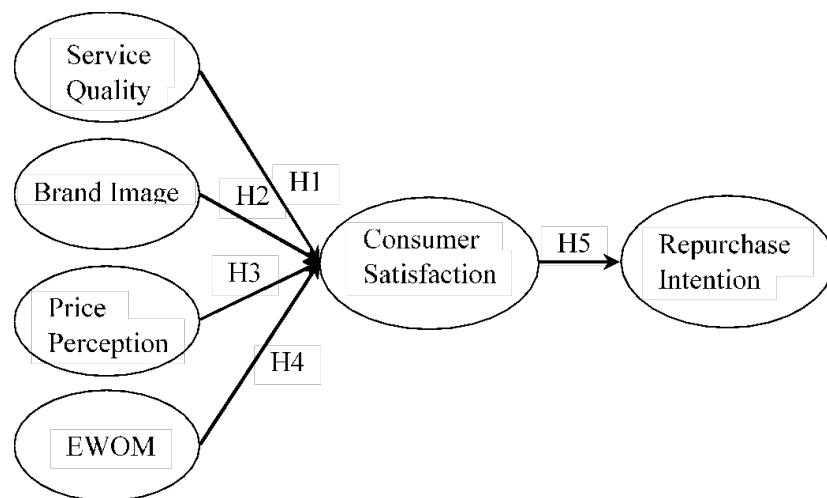 Service
Quality
H1
Brand Image
H2
H3
Consumer
Satisfaction
H5
Repurchase
Intention
Price
Perception
H4
EWOM